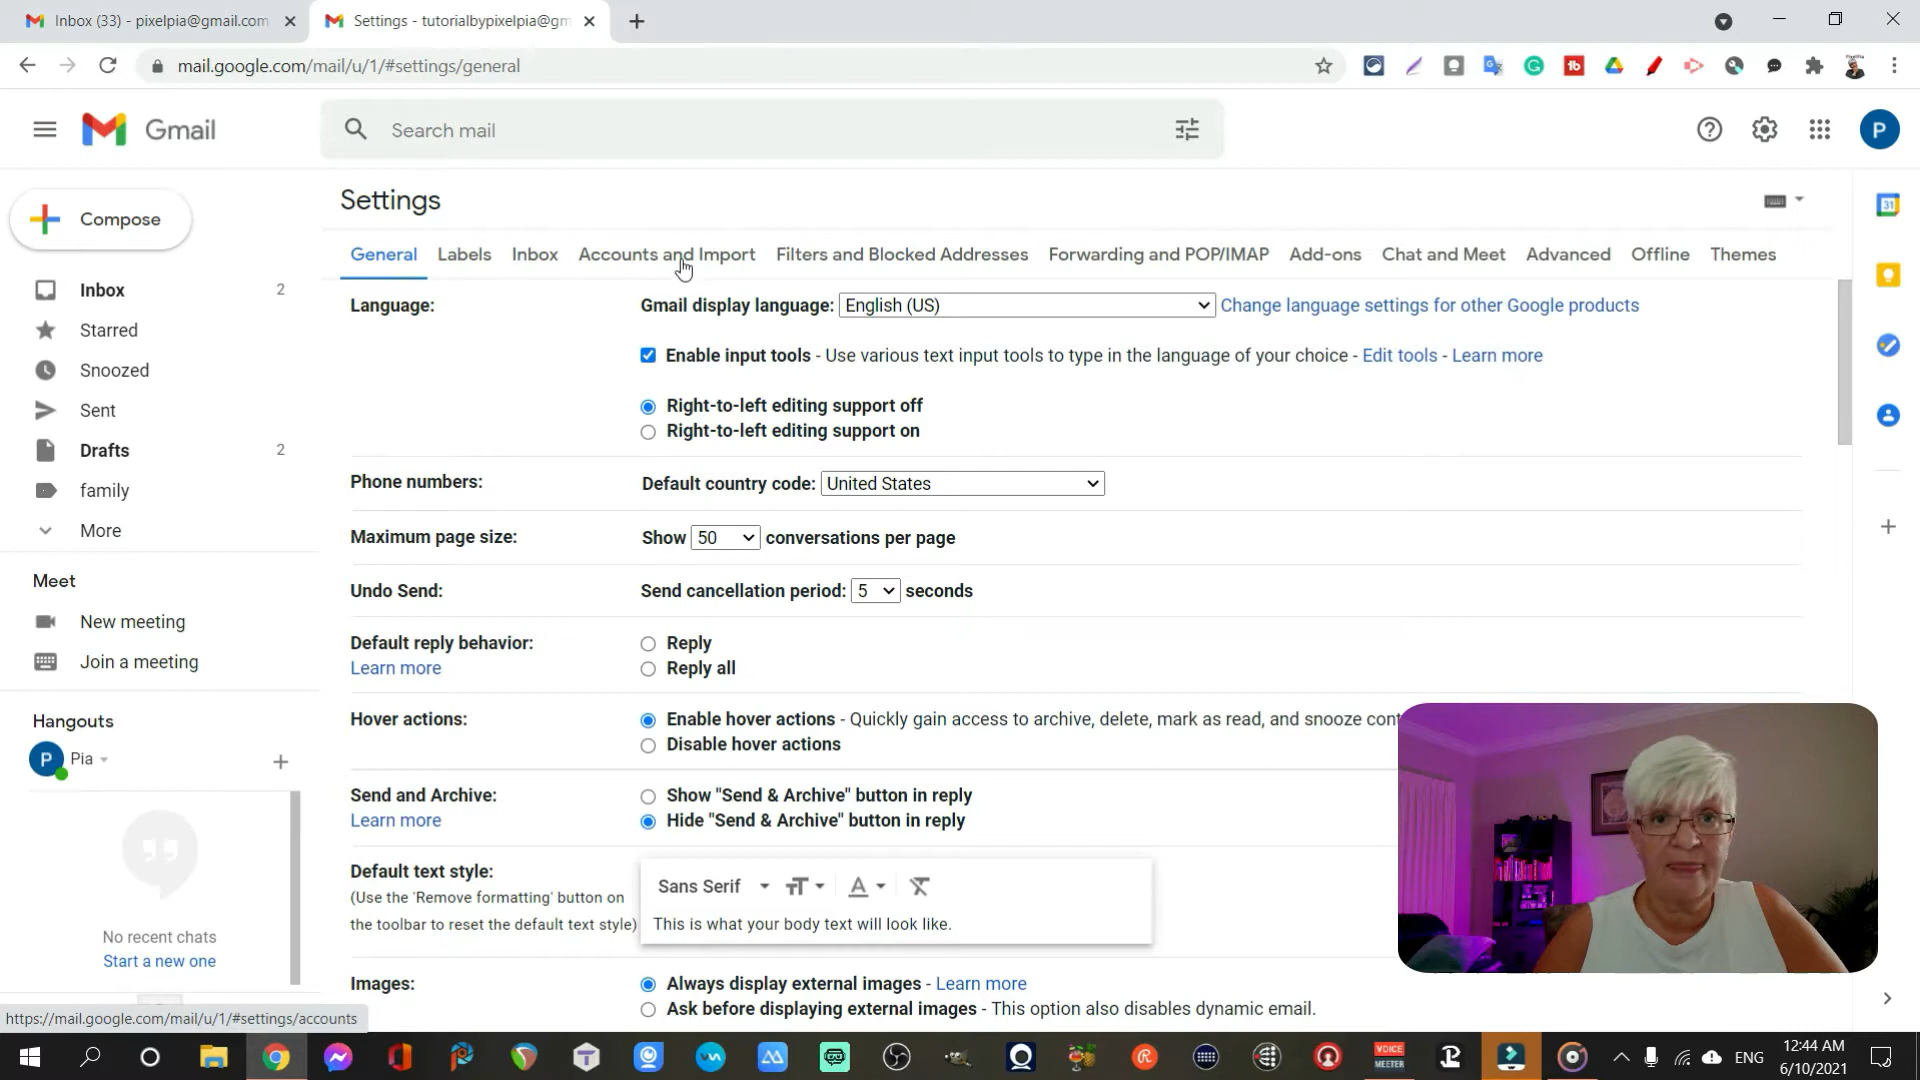 Inbox (33) - pixelpia@gmail.com
Settings - tutorialbypixelpia@gm
mail.google.com/mail/u/1/#settings/general
Gmail
Search mail
P
Settings
Compose
General Labels Inbox Accounts and Import Filters and Blocked Addresses Forwarding and POP/IMAP Add-ons Chat and Meet Advanced Offline Themes
Inbox 2
Starred
Snoozed
Sent
Drafts 2
family
More
Meet
New meeting
Join a meeting
Hangouts
P Pia
No recent chats
Start a new one
Language:
Gmail display language: English (US) Change language settings for other Google products
Enable input tools - Use various text input tools to type in the language of your choice - Edit tools - Learn more
Right-to-left editing support off
Right-to-left editing support on
Phone numbers:
Default country code: United States
Maximum page size:
Show 50 conversations per page
Undo Send:
Send cancellation period: 5 seconds
Default reply behavior:
Learn more
Reply
Reply all
Hover actions:
Enable hover actions - Quickly gain access to archive, delete, mark as read, and snooze cont
Disable hover actions
Send and Archive:
Learn more
Show "Send & Archive" button in reply
Hide "Send & Archive" button in reply
Default text style:
(Use the 'Remove formatting' button on
the toolbar to reset the default text style)
Sans Serif
This is what your body text will look like.
Images:
Always display external images - Learn more
Ask before displaying external images - This option also disables dynamic email.
https://mail.google.com/mail/u/1/#settings/accounts
31
VOICE
MEETER
ENG
12:44 AM
6/10/2021